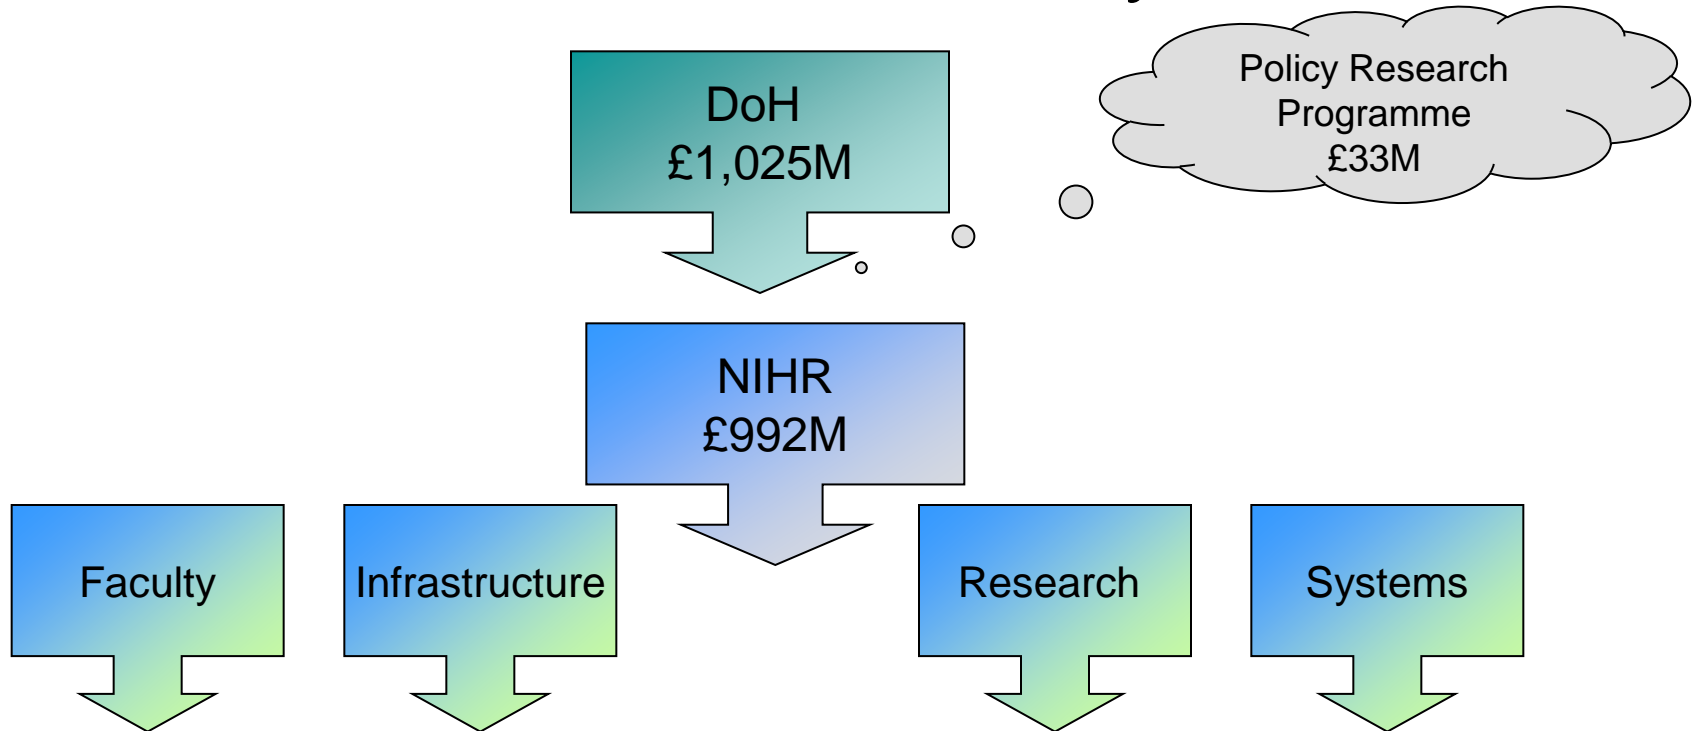 DoH
£1,025M
Policy Research
Programme
£33M
NIHR
£992M
Faculty
Infrastructure
Research
Systems